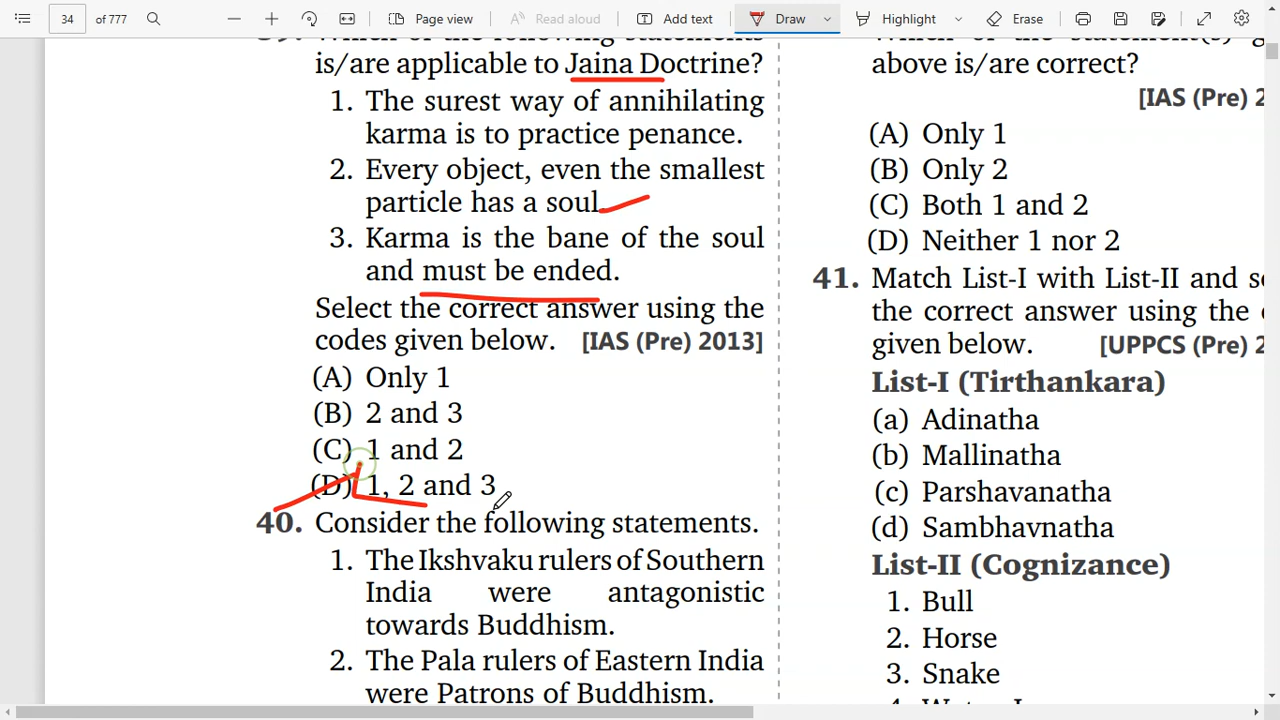 34
of 777
Page view
Read aloud
Add text
Draw
Highlight
Erase
is/are applicable to Jaina Doctrine?
1. The surest way of annihilating
karma is to practice penance.
2. Every object, even the smallest
particle has a soul.
3. Karma is the bane of the soul
and must be ended.
Select the correct answer using the
codes given below. [IAS (Pre) 2013]
(A) Only 1
(B) 2 and 3
(C) 1 and 2
(D) 1, 2 and 3
40. Consider the following statements.
1. The Ikshvaku rulers of Southern
India were antagonistic
towards Buddhism.
2. The Pala rulers of Eastern India
were Patrons of Buddhism.
above is/are correct?
[IAS (Pre) 2
(A) Only 1
(B) Only 2
(C) Both 1 and 2
(D) Neither 1 nor 2
41. Match List-I with List-II and se
the correct answer using the
given below. [UPPCS (Pre) 2
List-I (Tirthankara)
(a) Adinatha
(b) Mallinatha
(c) Parshavanatha
(d) Sambhavnatha
List-II (Cognizance)
1. Bull
2. Horse
3. Snake